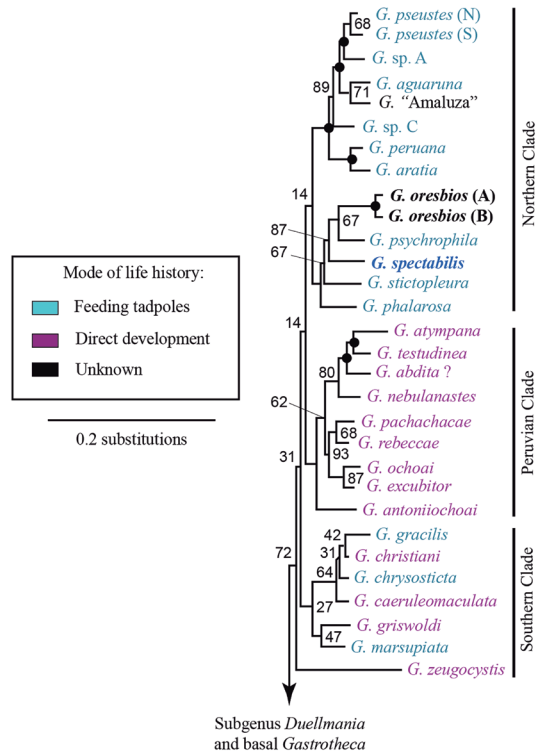 68
G. pseustes (N)
G. pseustes (S)
G. sp. A
89
71
G. aguaruna
G. “Amaluza”
G. sp. C
G. peruana
G. aratia
14
G. oresbios (A)
G. oresbios (B)
67
87
G. psychrophila
67
G. spectabilis
G. stictopleura
G. phalarosa
Northern Clade
Mode of life history:
Feeding tadpoles
Direct development
Unknown
0.2 substitutions
14
G. atympana
G. testudinea
80
G. abdita ?
62
G. nebulanastes
G. pachachacae
68
G. rebeccae
93
G. ochoai
87
G. excubitor
G. antoniiochoai
Peruvian Clade
31
42
G. gracilis
31
G. christiani
72
64
G. chrysosticta
27
G. caeruleomaculata
G. griswoldi
47
G. marsupiata
G. zeugocystis
Southern Clade
Subgenus Duellmania
and basal Gastrotheca